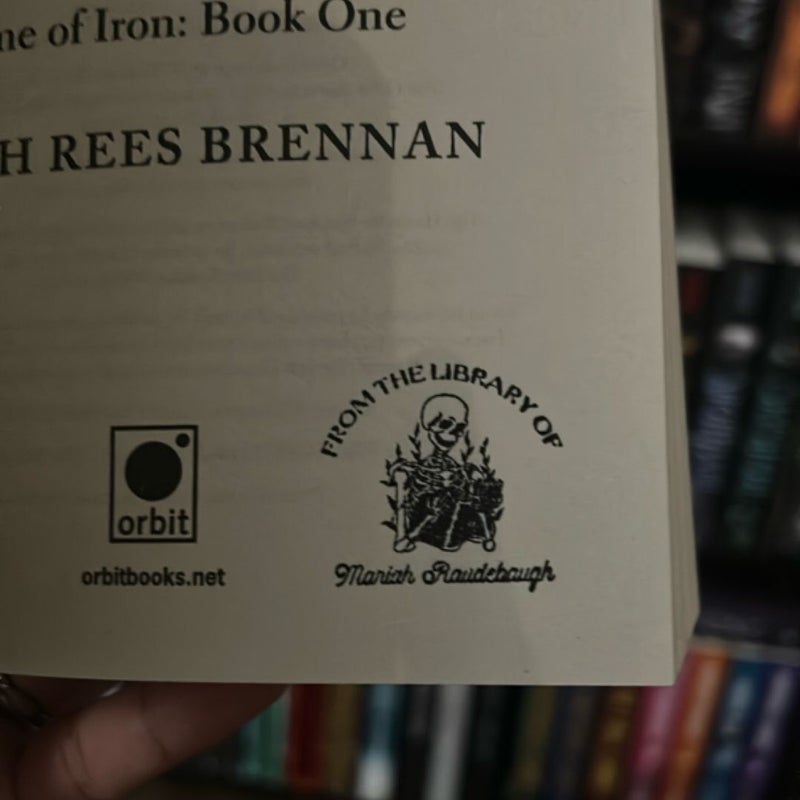 ne of Iron: Book One
H REES BRENNAN
FROM THE LIBRARY OF
orbit
orbitbooks.net
Mariah Raudebaugh